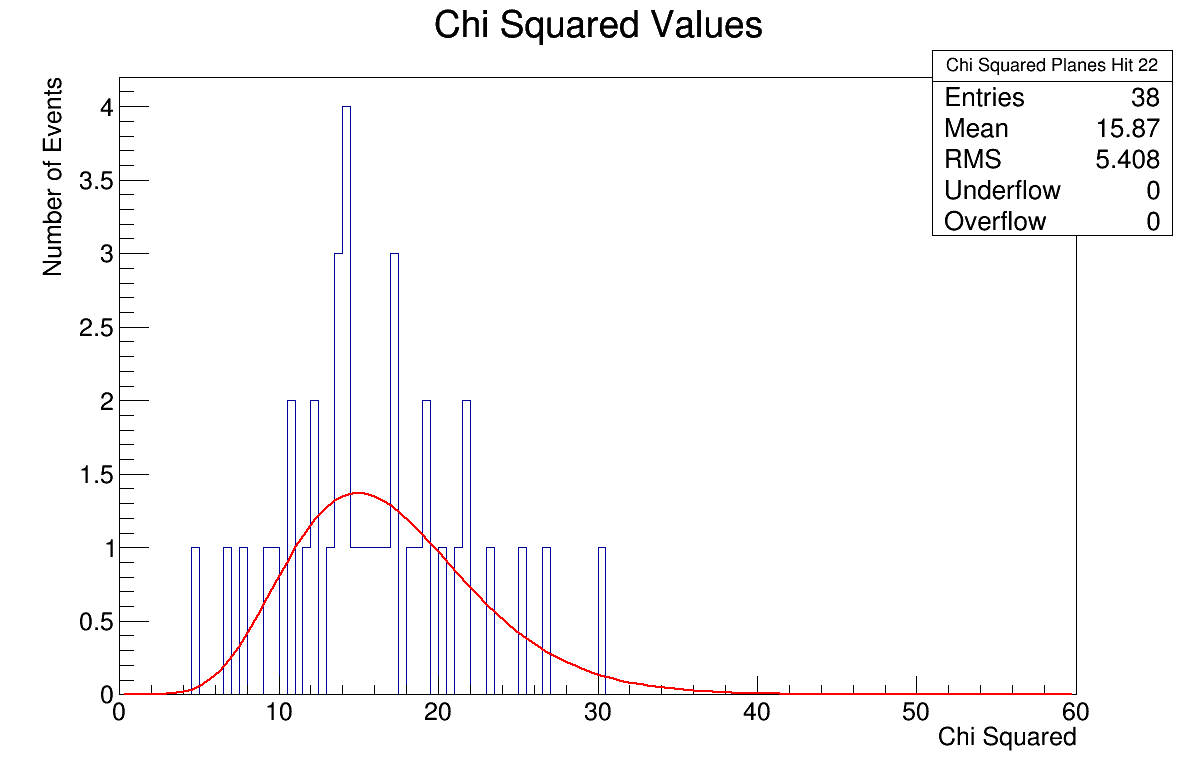 Chi Squared Values
Chi Squared Planes Hit 22
Entries 38
Mean 15.87
RMS 5.408
Underflow 0
Overflow 0
Number of Events
4
3.5
3
2.5
2
1.5
1
0.5
0
0 10 20 30 40 50 60
Chi Squared